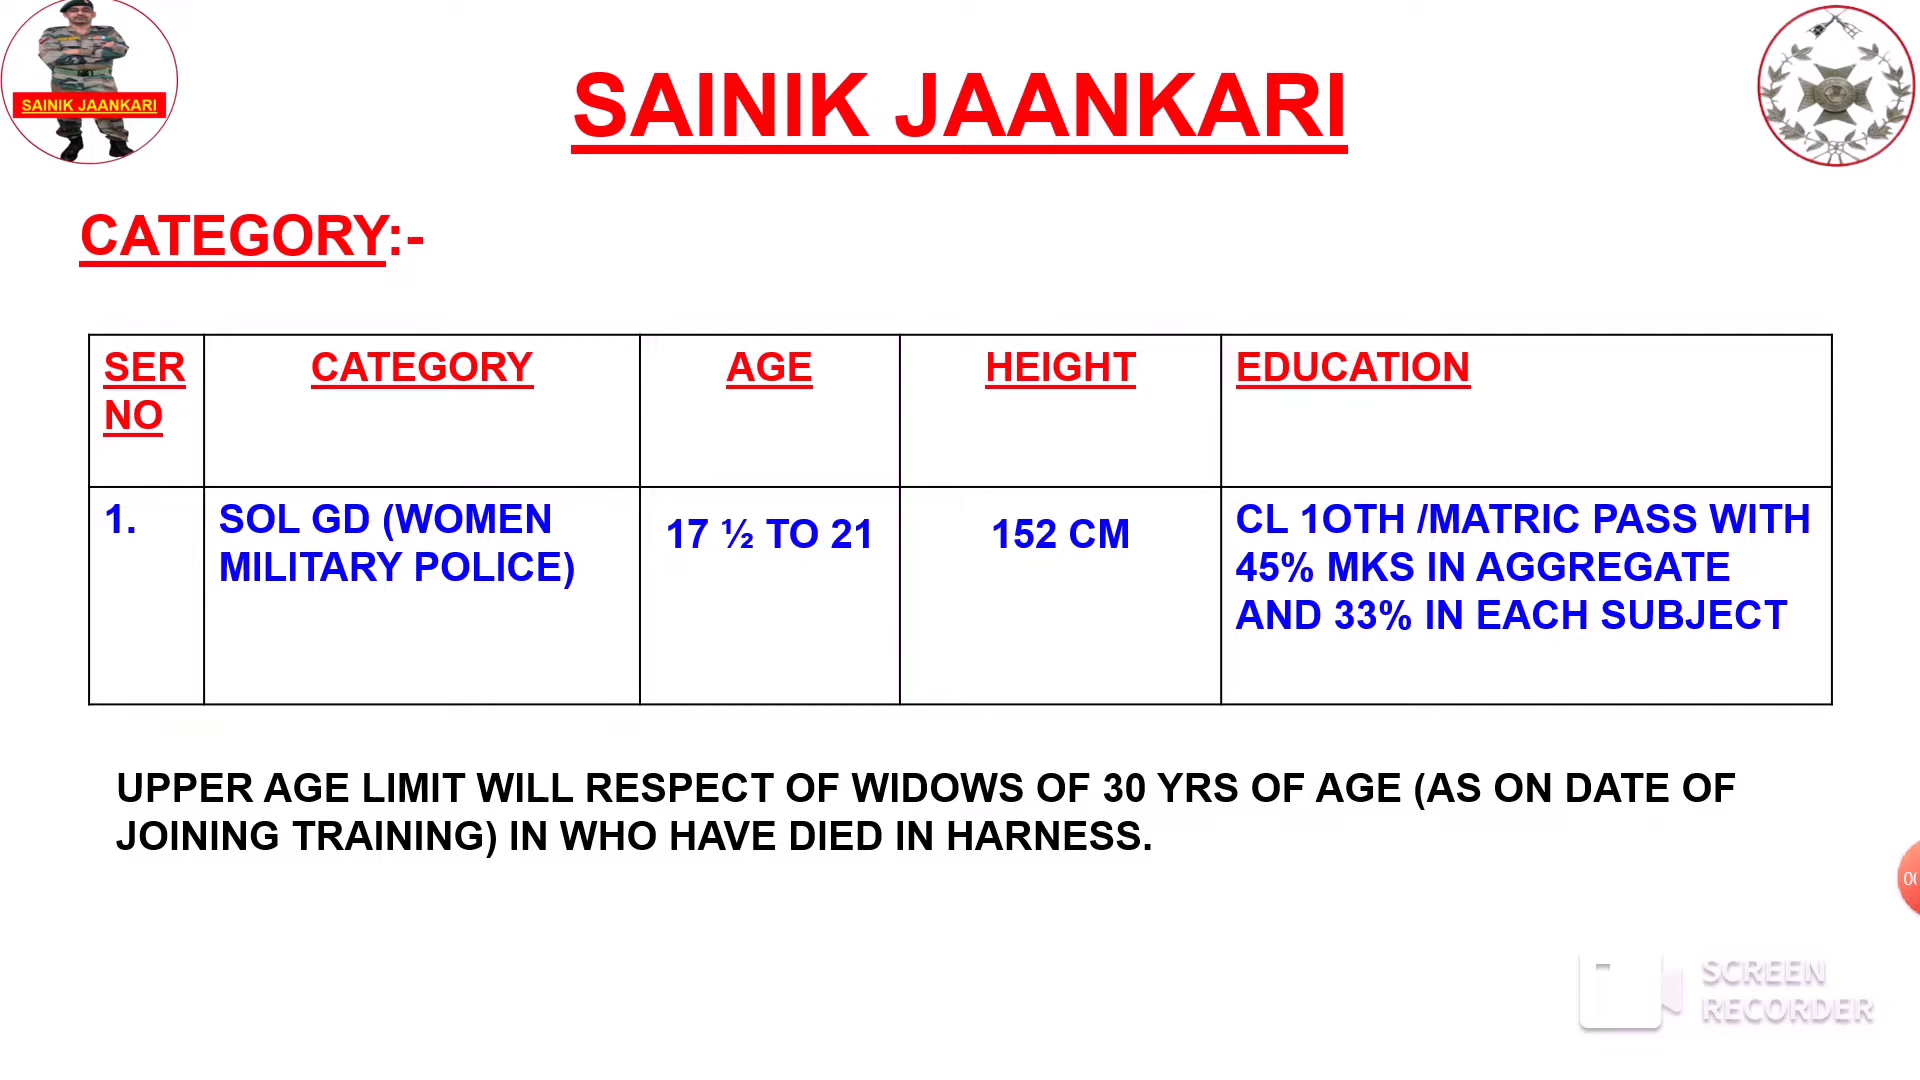 SAINIK JAANKARI
SAINIK JAANKARI
CATEGORY:-
SER NO
CATEGORY
AGE
HEIGHT
EDUCATION
1.
SOL GD (WOMEN
MILITARY POLICE)
17 ½ TO 21
152 CM
CL 1OTH /MATRIC PASS WITH
45% MKS IN AGGREGATE
AND 33% IN EACH SUBJECT
UPPER AGE LIMIT WILL RESPECT OF WIDOWS OF 30 YRS OF AGE (AS ON DATE OF
JOINING TRAINING) IN WHO HAVE DIED IN HARNESS.
SCREEN
RECORDER